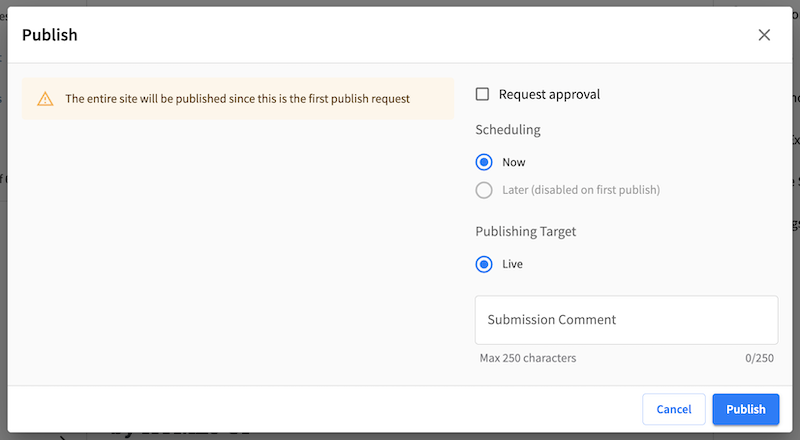 Publish
The entire site will be published since this is the first publish request
Request approval
Scheduling
Now
Later (disabled on first publish)
Publishing Target
Live
Submission Comment
Max 250 characters
0/250
Cancel
Publish